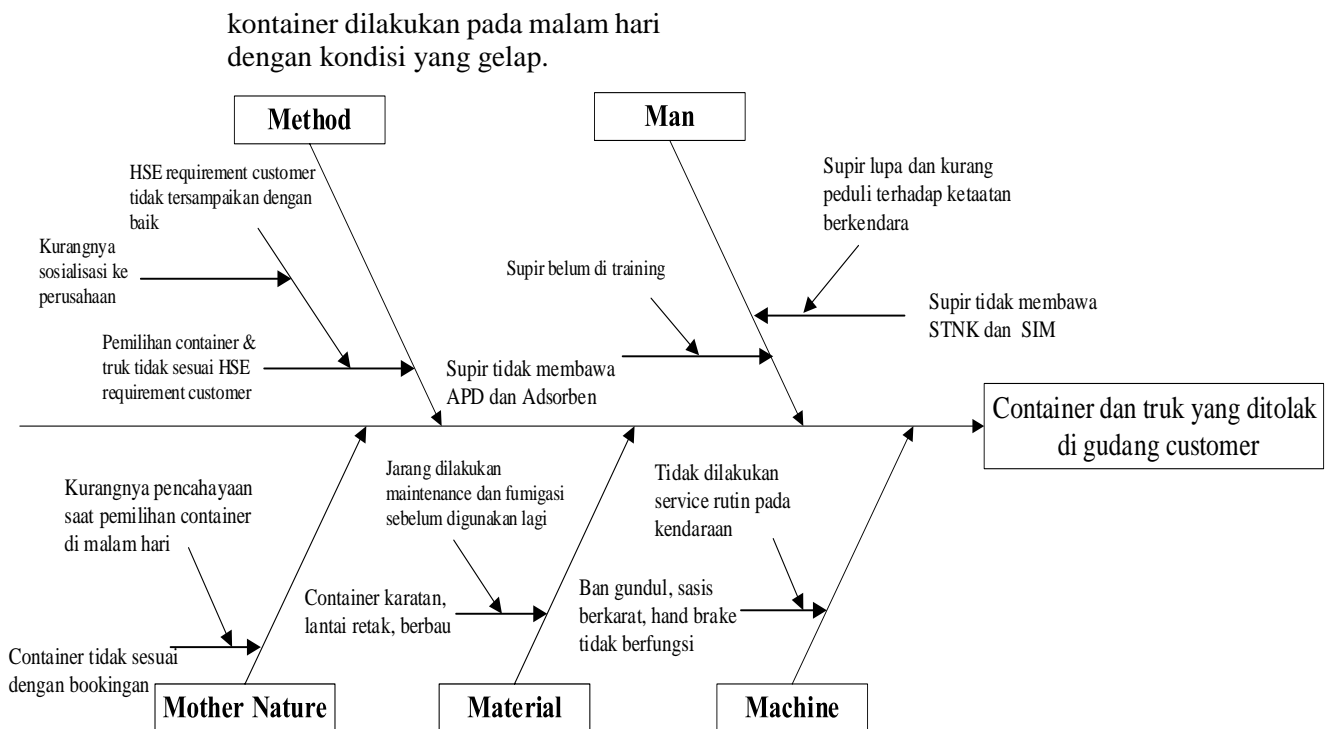 kontainer dilakukan pada malam hari
dengan kondisi yang gelap.
Method
Man
HSE requirement customer
tidak tersampaikan dengan
baik
Kurangnya
sosialisasi ke
perusahaan
Pemilihan container &
truk tidak sesuai HSE
requirement customer
Supir lupa dan kurang
peduli terhadap ketaatan
berkendara
Supir belum di training
Supir tidak membawa
STNK dan SIM
Supir tidak membawa
APD dan Adsorben
Container dan truk yang ditolak
di gudang customer
Kurangnya pencahayaan
saat pemilihan container
di malam hari
Container tidak sesuai
dengan bookingan
Jarang dilakukan
maintenance dan fumigasi
sebelum digunakan lagi
Container karatan,
lantai retak, berbau
Tidak dilakukan
service rutin pada
kendaraan
Ban gundul, sasis
berkarat, hand brake
tidak berfungsi
Mother Nature
Material
Machine